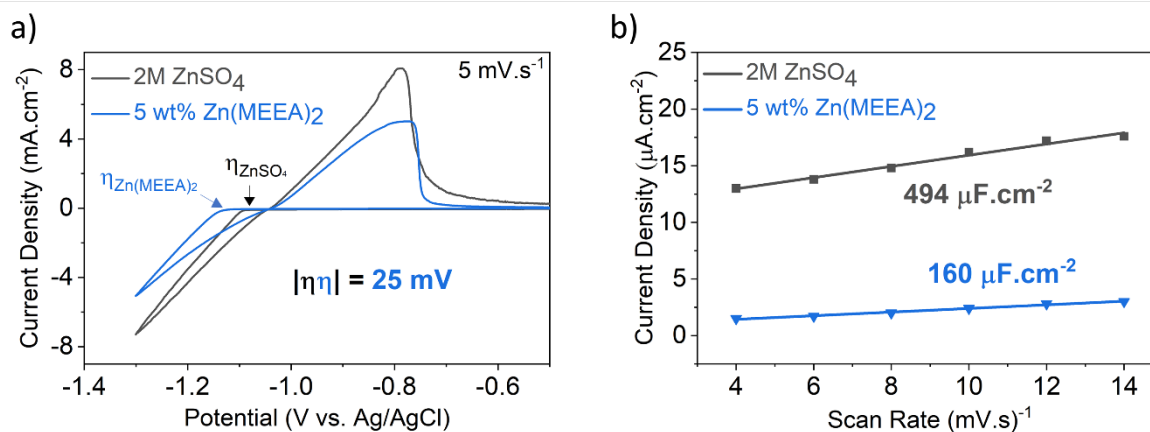 a)
8
4
0
-4
-8
Current Density (mA.cm⁻²)
2M ZnSO₄
5 wt% Zn(MEEA)₂
5 mV.s⁻¹
ηZnSO₄
ηZn(MEEA)₂
|ηη| = 25 mV
-1.4 -1.2 -1.0 -0.8 -0.6
Potential (V vs. Ag/AgCl)
b)
25
20
15
10
5
0
Current Density (µA.cm⁻²)
2M ZnSO₄
5 wt% Zn(MEEA)₂
494 µF.cm⁻²
160 µF.cm⁻²
4 6 8 10 12 14
Scan Rate (mV.s)⁻¹